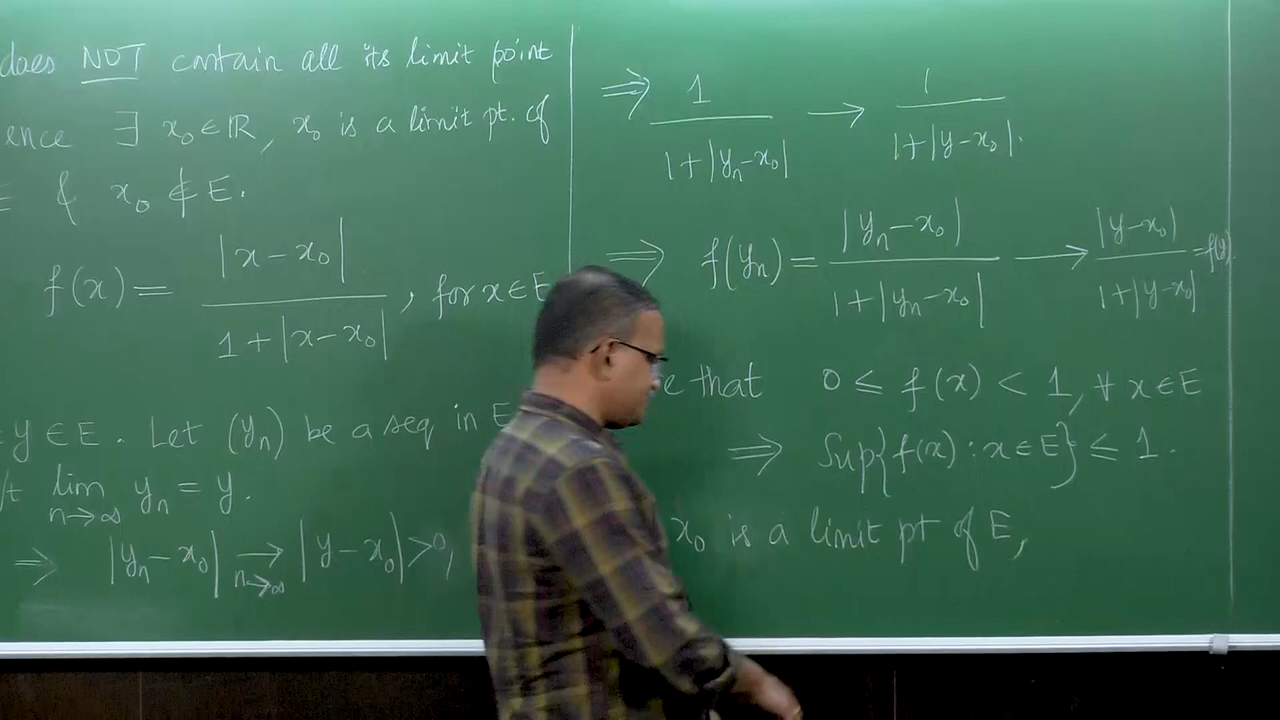 does NOT contain all its limit point
∃ x₀ ∈ ℝ, x₀ is a limit pt. of
& x₀ ∉ E.
f(x) = |x-x₀| / 1+|x-x₀| , for x ∈ E
y ∈ E. Let (yₙ) be a seq in E
lim n→∞ yₙ = y.
⇒ |yₙ-x₀| → n→∞ |y-x₀| >0,
⇒ 1 / 1+|yₙ-x₀| → 1 / 1+|y-x₀|.
⇒ f(yₙ) = |yₙ-x₀| / 1+|yₙ-x₀| → |y-x₀| / 1+|y-x₀| = f(y).
that 0 ≤ f(x) < 1, ∀ x ∈ E
⇒ Sup{f(x) : x ∈ E} ≤ 1.
x₀ is a limit pt of E,